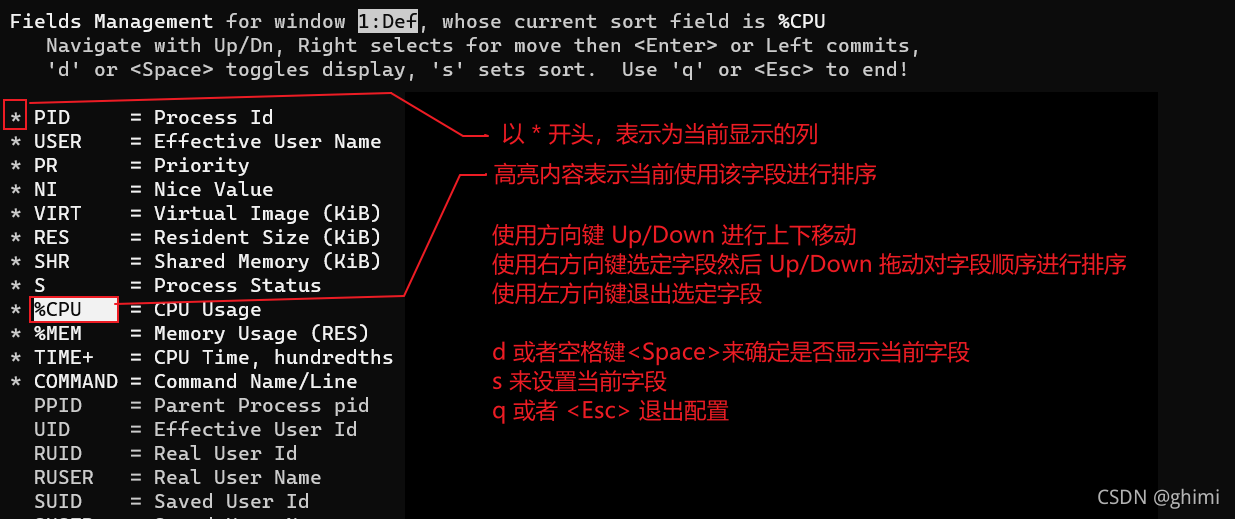 Fields Management for window 1:Def, whose current sort field is %CPU
Navigate with Up/Dn, Right selects for move then <Enter> or Left commits,
'd' or <Space> toggles display, 's' sets sort.  Use 'q' or <Esc> to end!
* PID     = Process Id
* USER    = Effective User Name
* PR      = Priority
* NI      = Nice Value
* VIRT    = Virtual Image (KiB)
* RES     = Resident Size (KiB)
* SHR     = Shared Memory (KiB)
* S       = Process Status
* %CPU    = CPU Usage
* %MEM    = Memory Usage (RES)
* TIME+   = CPU Time, hundredths
* COMMAND = Command Name/Line
PPID    = Parent Process pid
UID     = Effective User Id
RUID    = Real User Id
RUSER   = Real User Name
SUID    = Saved User Id
以 * 开头，表示为当前显示的列
高亮内容表示当前使用该字段进行排序
使用方向键 Up/Down 进行上下移动
使用右方向键选定字段然后 Up/Down 拖动对字段顺序进行排序
使用左方向键退出选定字段
d 或者空格键<Space>来确定是否显示当前字段
s 来设置当前字段
q 或者 <Esc> 退出配置
CSDN @ghimi